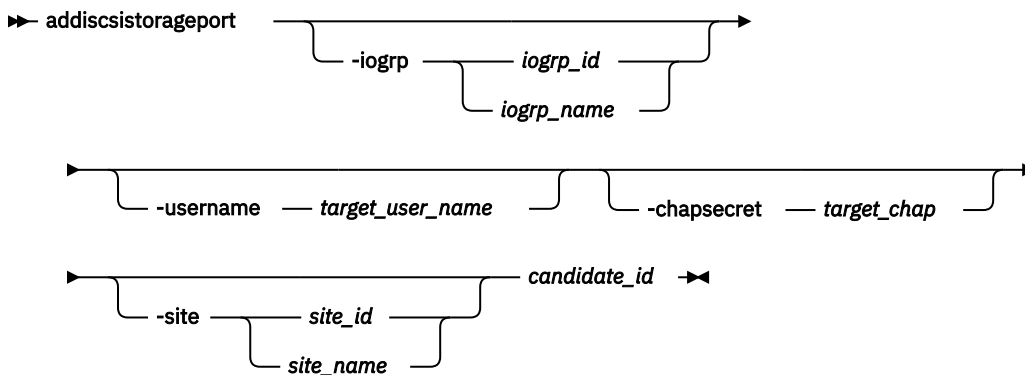 addiscsistorageport
-iogrp iogrp_id
iogrp_name
-username target_user_name -chapsecret target_chap
candidate_id
-site site_id
site_name